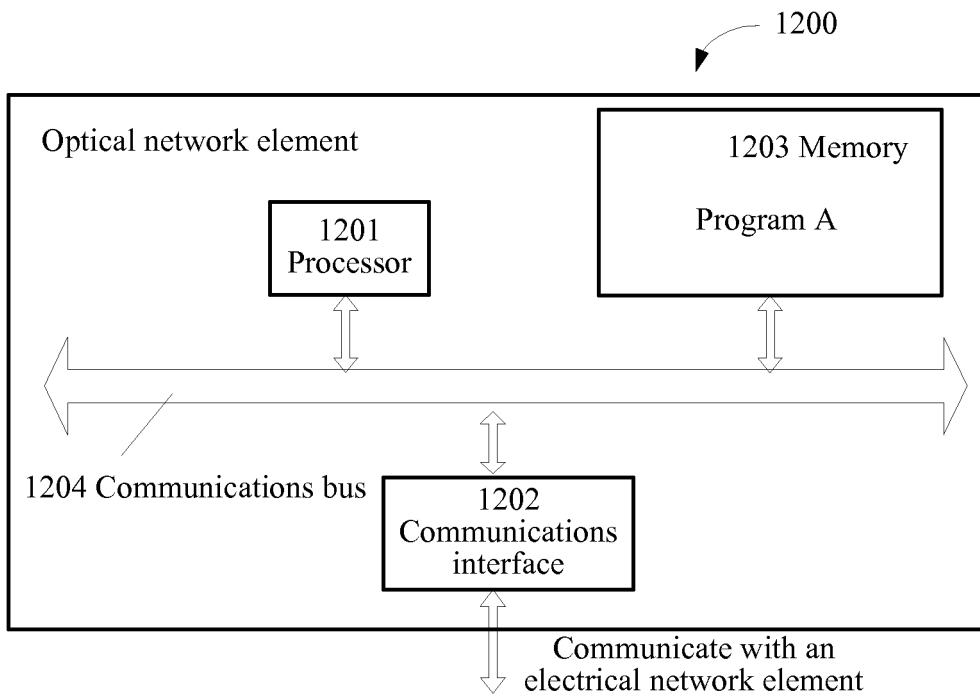 1200
Optical network element
1203 Memory
Program A
1201
Processor
1204 Communications bus
1202
Communications
interface
Communicate with an
electrical network element